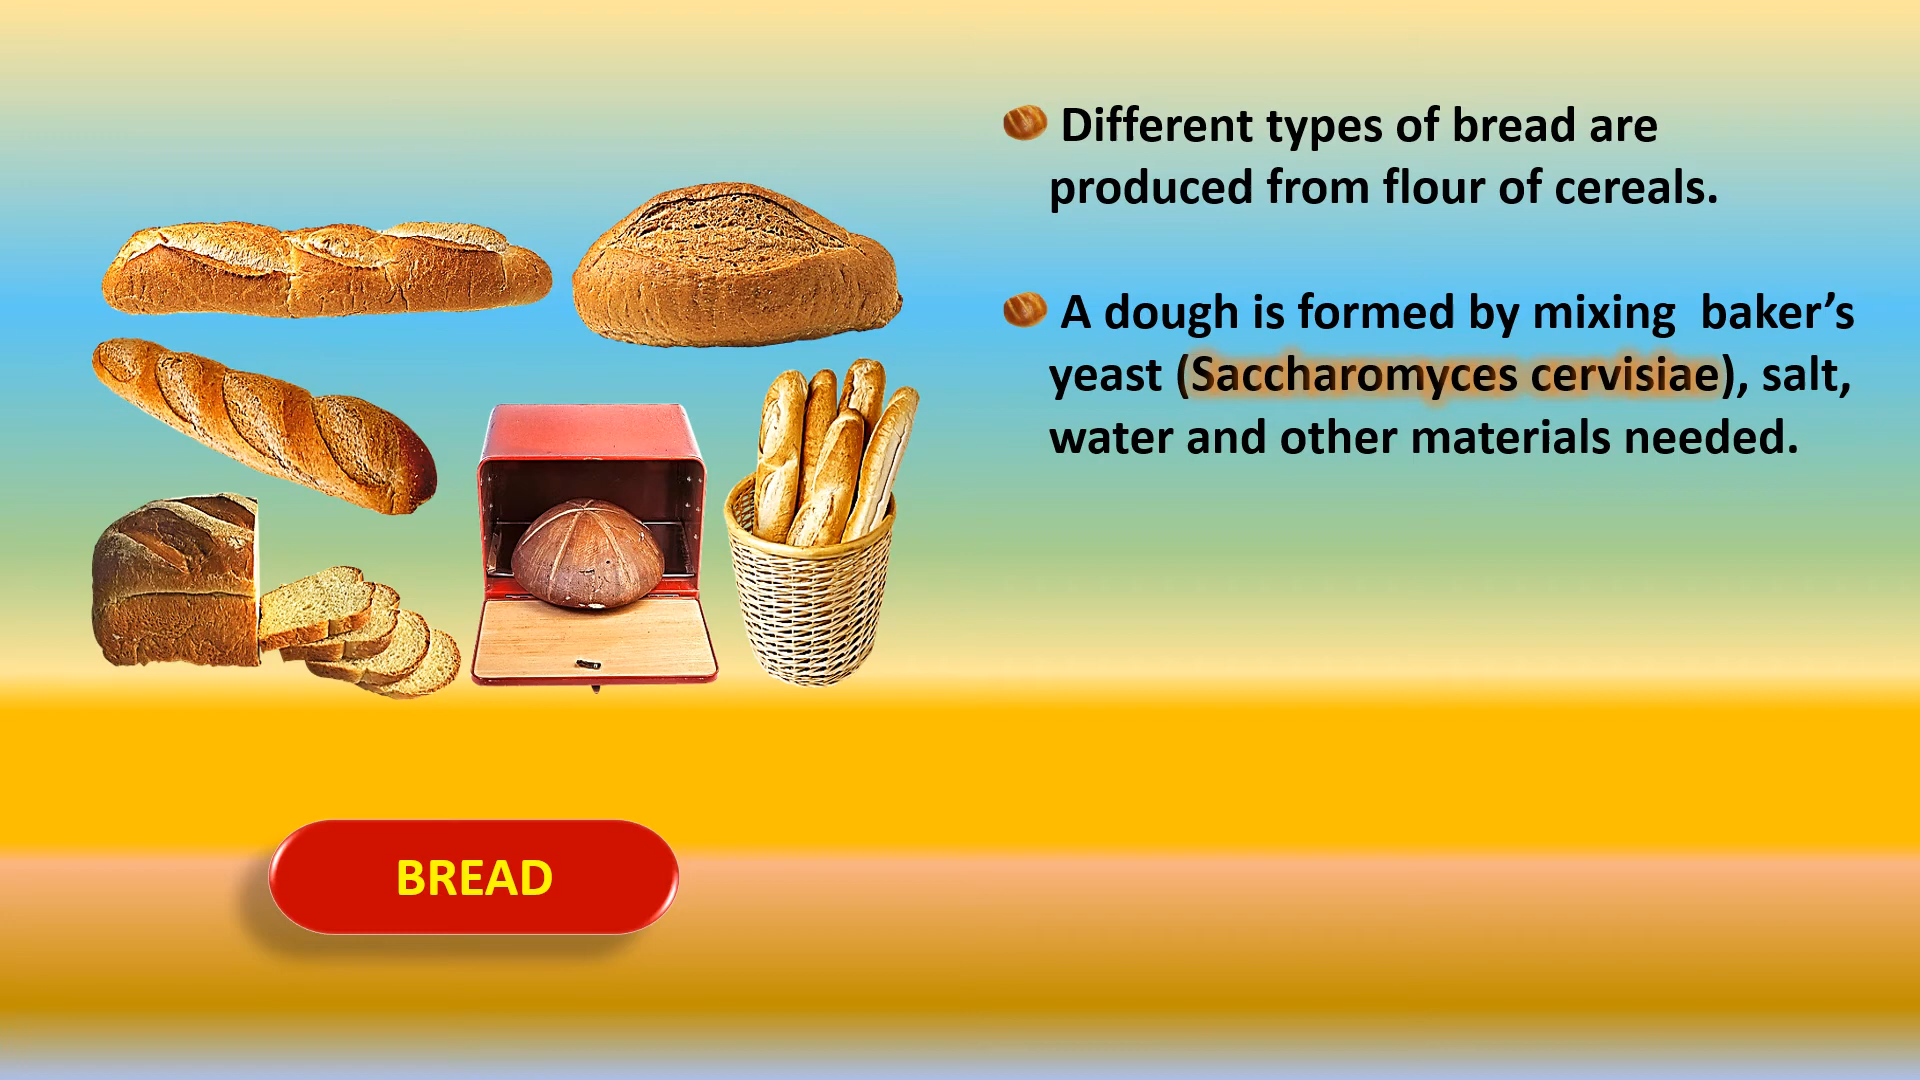 Different types of bread are
produced from flour of cereals.
A dough is formed by mixing baker’s
yeast (Saccharomyces cervisiae), salt,
water and other materials needed.
BREAD